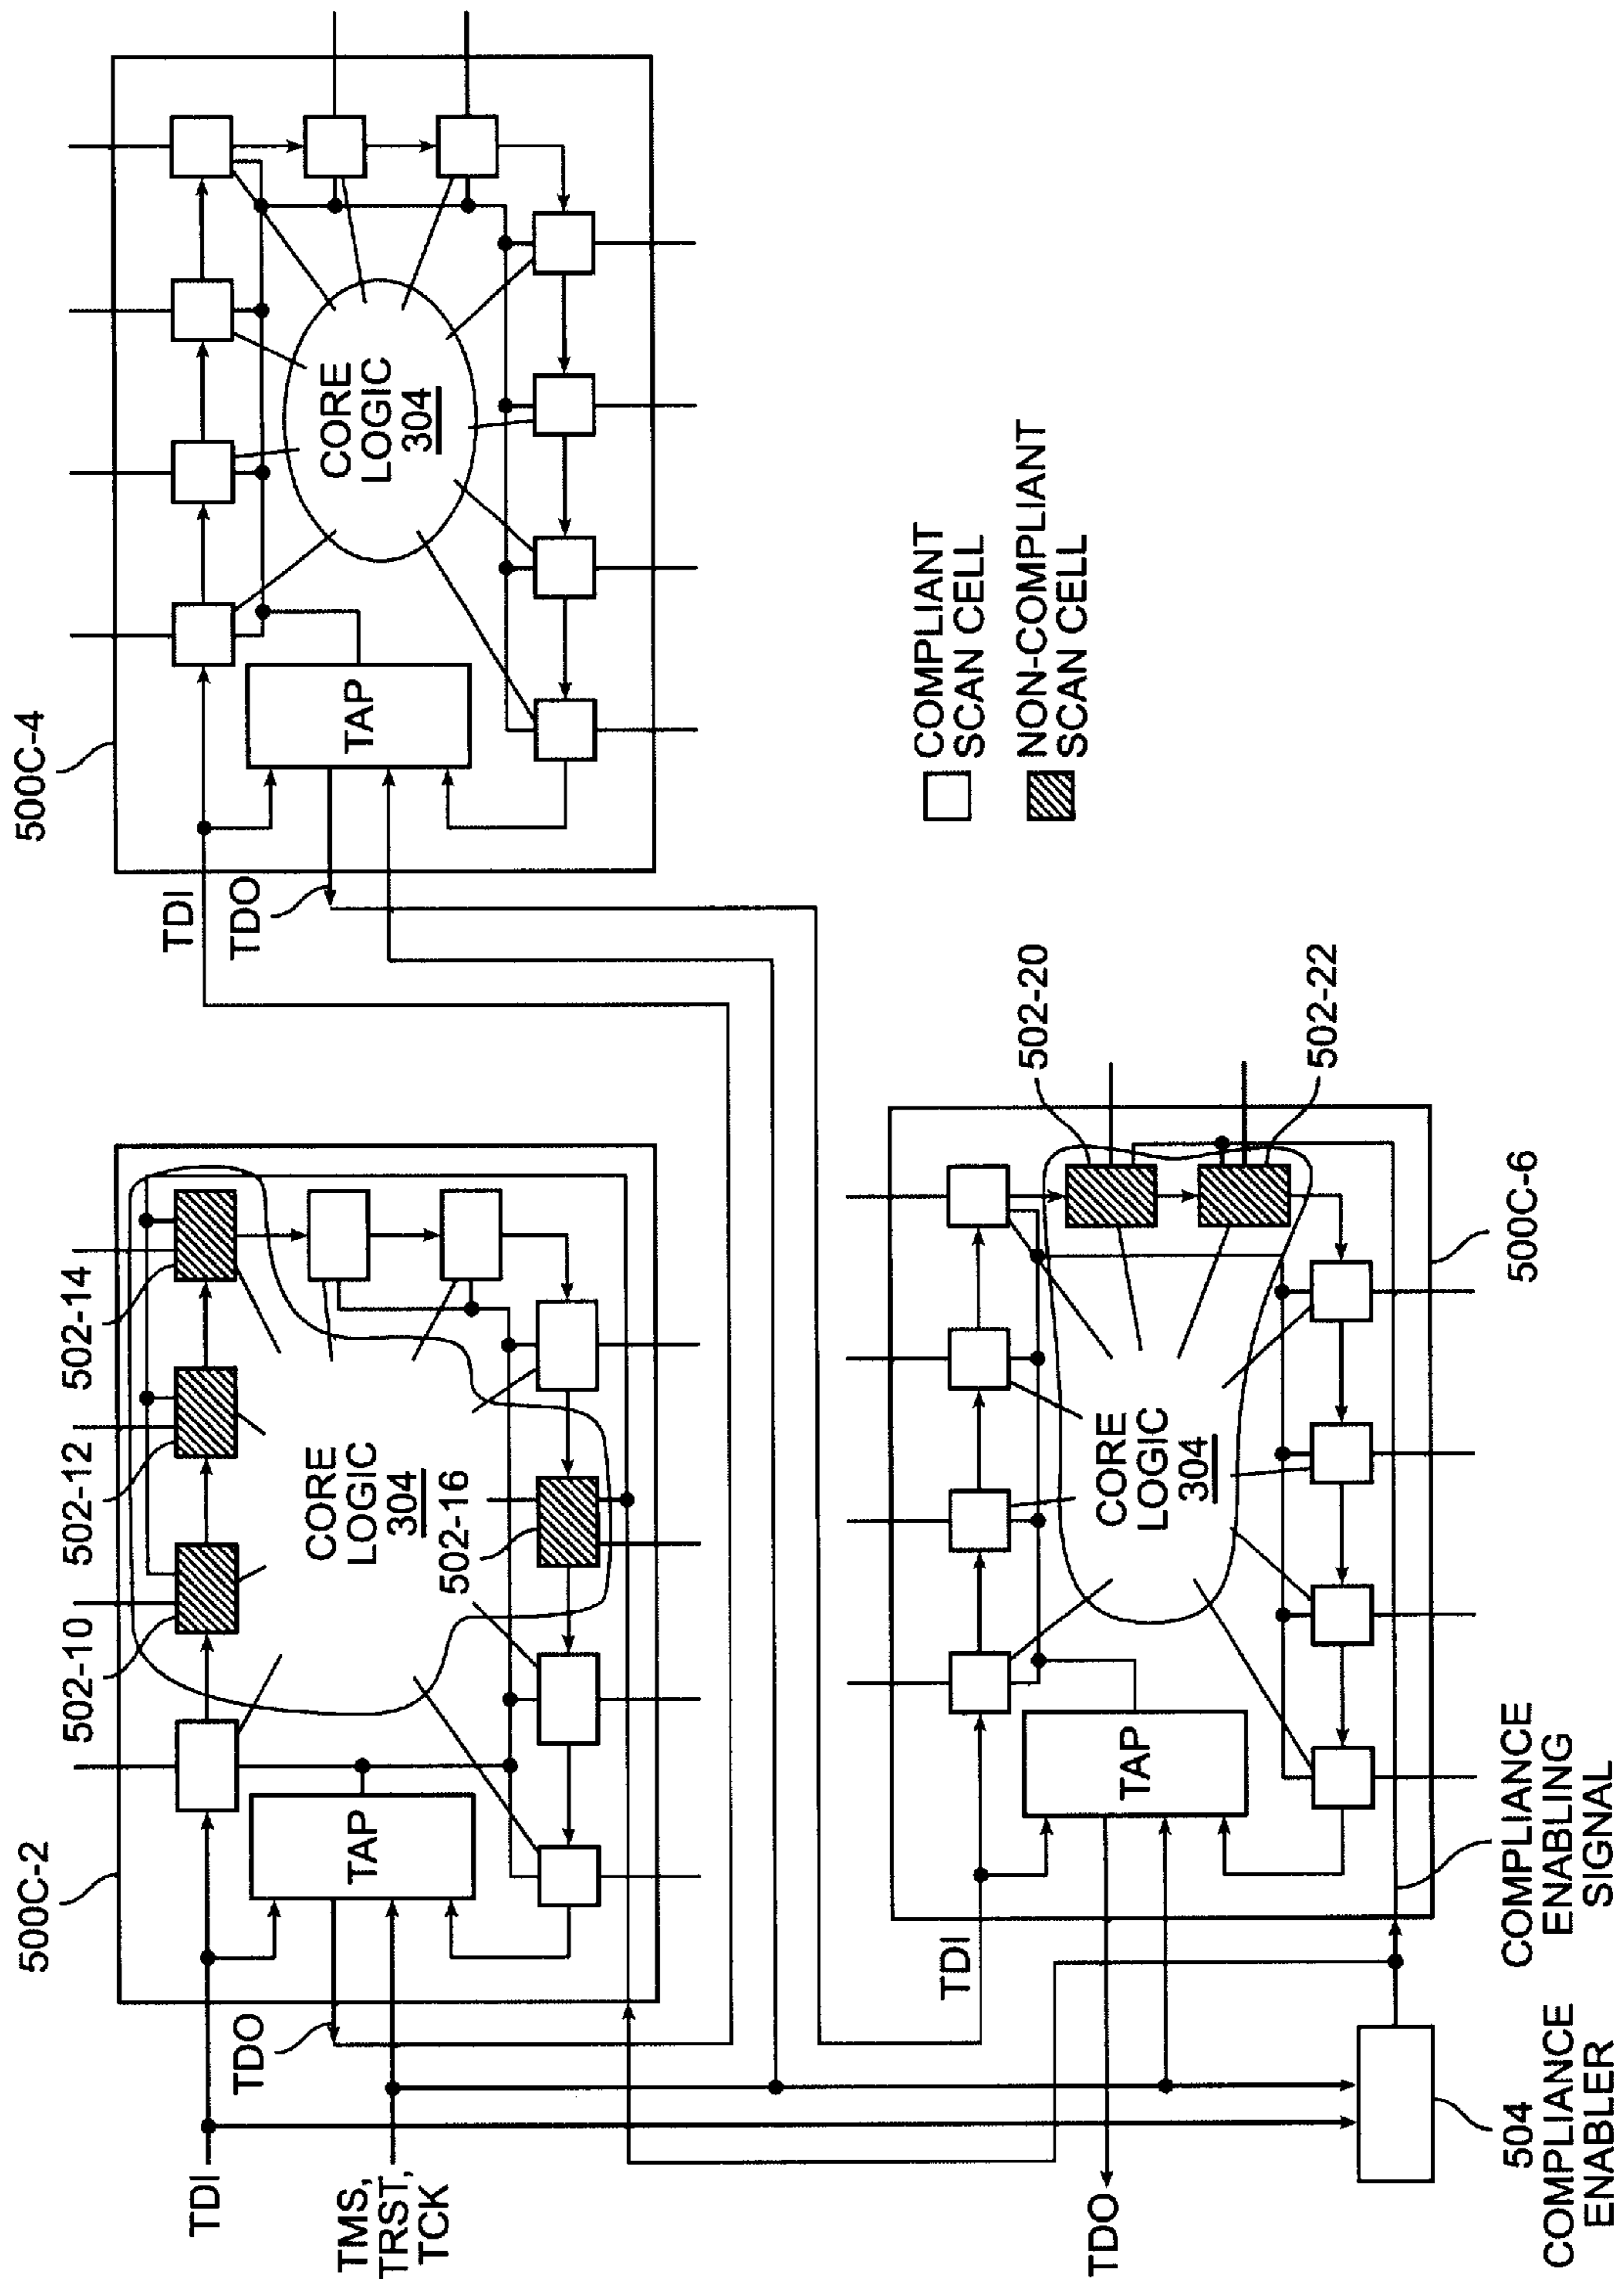 500C-2
502-10
502-12
502-14
500C-4
TDI
TMS,
TRST,
TCK
TDO
TAP
CORE
LOGIC
304
502-16
TDI
TDO
TAP
CORE
LOGIC
304
COMPLIANT
SCAN CELL
NON-COMPLIANT
SCAN CELL
TDO
TDI
TAP
CORE
LOGIC
304
502-20
502-22
500C-6
504
COMPLIANCE
ENABLER
COMPLIANCE
ENABLING
SIGNAL